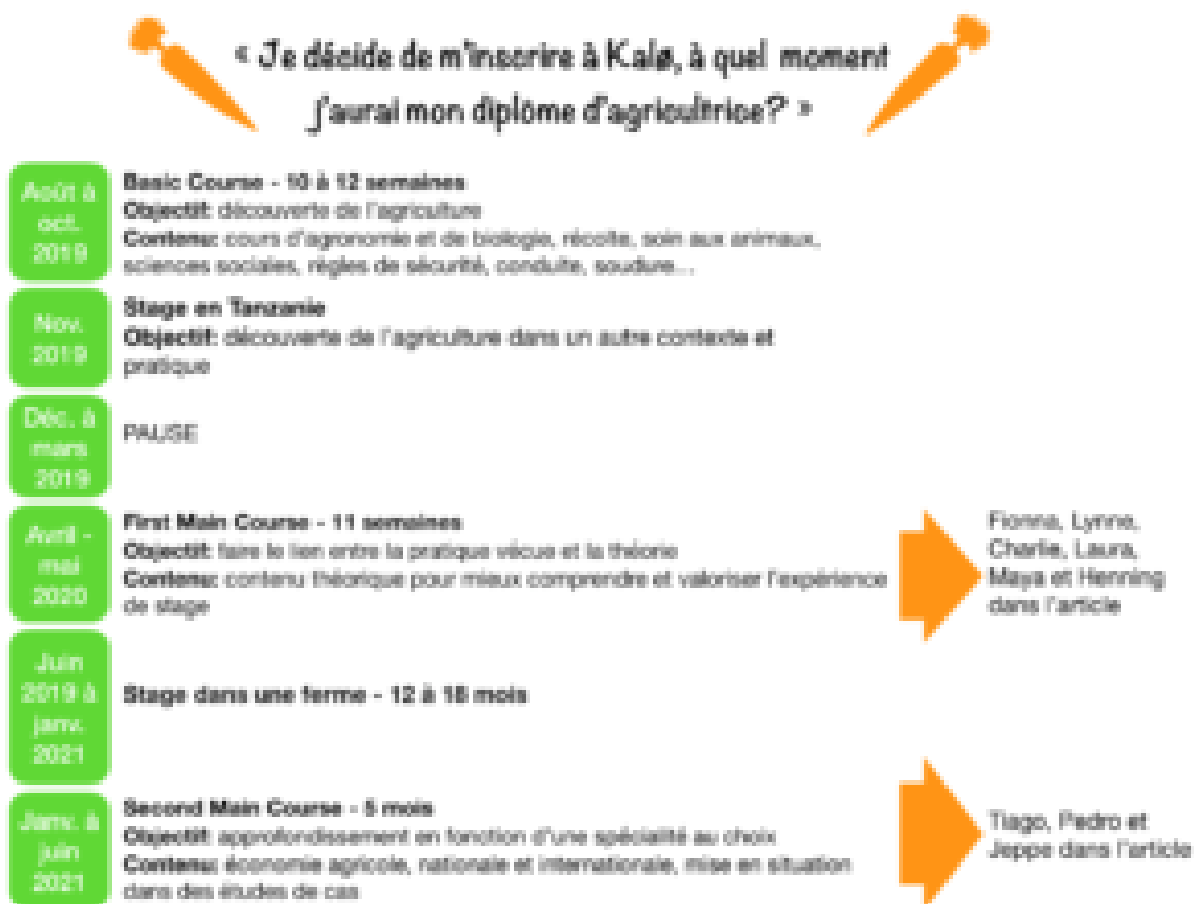 « Je décide de m'inscrire à Kalø, à quel moment
j'aurai mon diplôme d'agricultrice? »
Août à
oct.
2019
Basic Course - 10 à 12 semaines
Objectif: découverte de l'agriculture
Contenu: cours d'agronomie et de biologie, récolte, soin aux animaux,
sciences sociales, règles de sécurité, conduite, soudure...
Nov.
2019
Stage en Tanzanie
Objectif: découverte de l'agriculture dans un autre contexte et
pratique
Déc. à
mars
2019
PAUSE
Avril -
mai
2020
First Main Course - 11 semaines
Objectif: faire le lien entre la pratique vécue et la théorie
Contenu: contenu théorique pour mieux comprendre et valoriser l'expérience
de stage
Fionna, Lynne,
Charlie, Laura,
Maya et Henning
dans l'article
Juin
2019 à
janv.
2021
Stage dans une ferme - 12 à 18 mois
Janv. à
juin
2021
Second Main Course - 5 mois
Objectif: approfondissement en fonction d'une spécialité au choix
Contenu: économie agricole, nationale et internationale, mise en situation
dans des études de cas
Tiago, Pedro et
Jeppe dans l'article